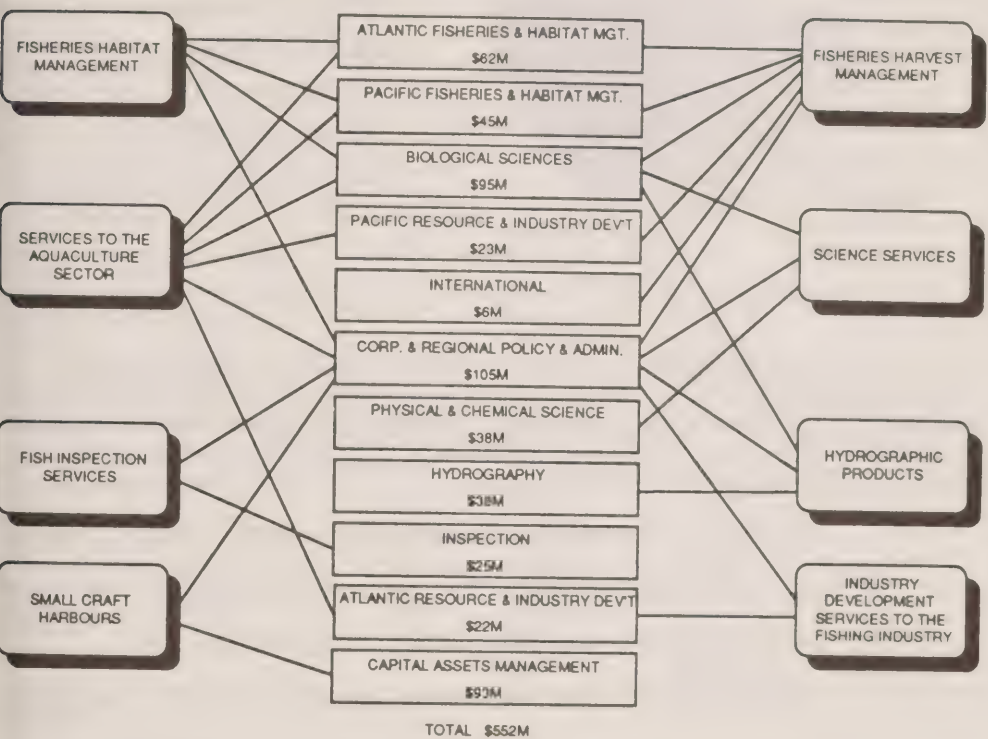 FISHERIES HABITAT
MANAGEMENT
SERVICES TO THE
AQUACULTURE
SECTOR
FISH INSPECTION
SERVICES
SMALL CRAFT
HARBOURS
ATLANTIC FISHERIES & HABITAT MGT.
$62M
PACIFIC FISHERIES & HABITAT MGT.
$45M
BIOLOGICAL SCIENCES
$95M
PACIFIC RESOURCE & INDUSTRY DEV'T
$23M
INTERNATIONAL
$6M
CORP. & REGIONAL POLICY & ADMIN.
$105M
PHYSICAL & CHEMICAL SCIENCE
$38M
HYDROGRAPHY
$38M
INSPECTION
$25M
ATLANTIC RESOURCE & INDUSTRY DEV'T
$22M
CAPITAL ASSETS MANAGEMENT
$93M
TOTAL $552M
FISHERIES HARVEST
MANAGEMENT
SCIENCE SERVICES
HYDROGRAPHIC
PRODUCTS
INDUSTRY
DEVELOPMENT
SERVICES TO THE
FISHING INDUSTRY